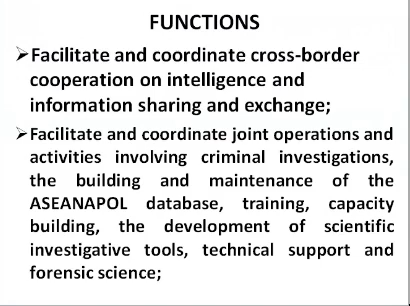 FUNCTIONS
➢Facilitate and coordinate cross-border
cooperation on intelligence and
information sharing and exchange;
➢Facilitate and coordinate joint operations and
activities involving criminal investigations,
the building and maintenance of the
ASEANAPOL database, training, capacity
building, the development of scientific
investigative tools, technical support and
forensic science;